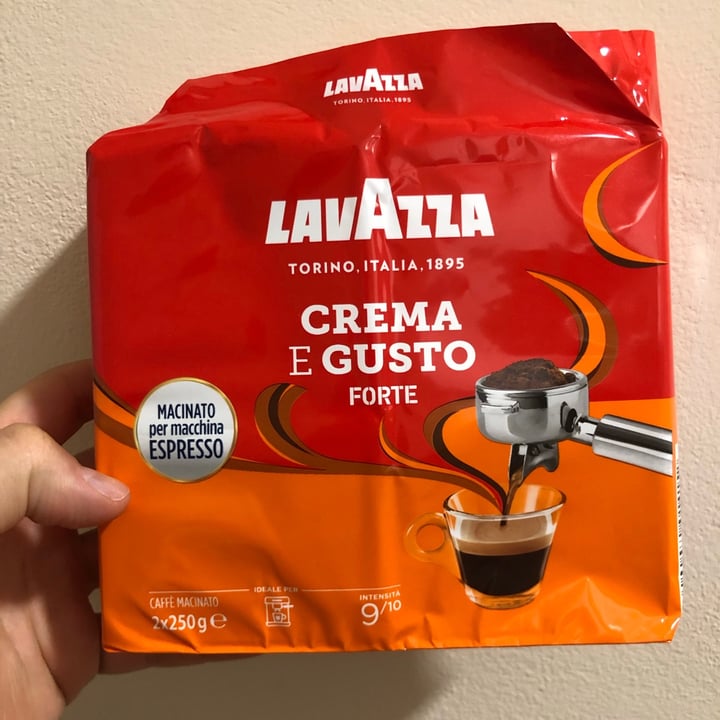 LAVAZZA
TORINO, ITALIA, 1895
LAVAZZA
TORINO, ITALIA, 1895
CREMA
E GUSTO
FORTE
MACINATO
per macchina
ESPRESSO
CAFFÈ MACINATO
2x250g e
IDEALE PER
INTENSITÀ
9/10